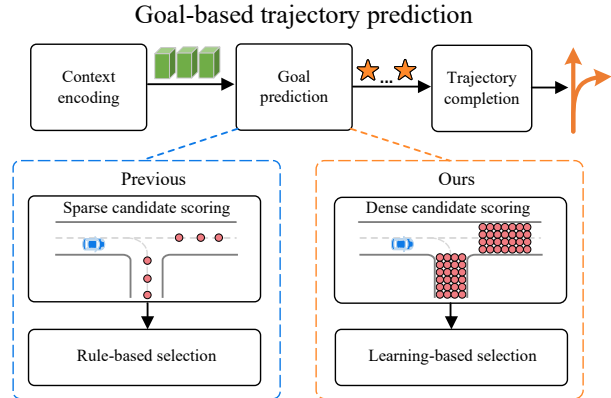 Goal-based trajectory prediction
Context
encoding
Goal
prediction
...
Trajectory
completion
Previous
Sparse candidate scoring
Rule-based selection
Ours
Dense candidate scoring
Learning-based selection